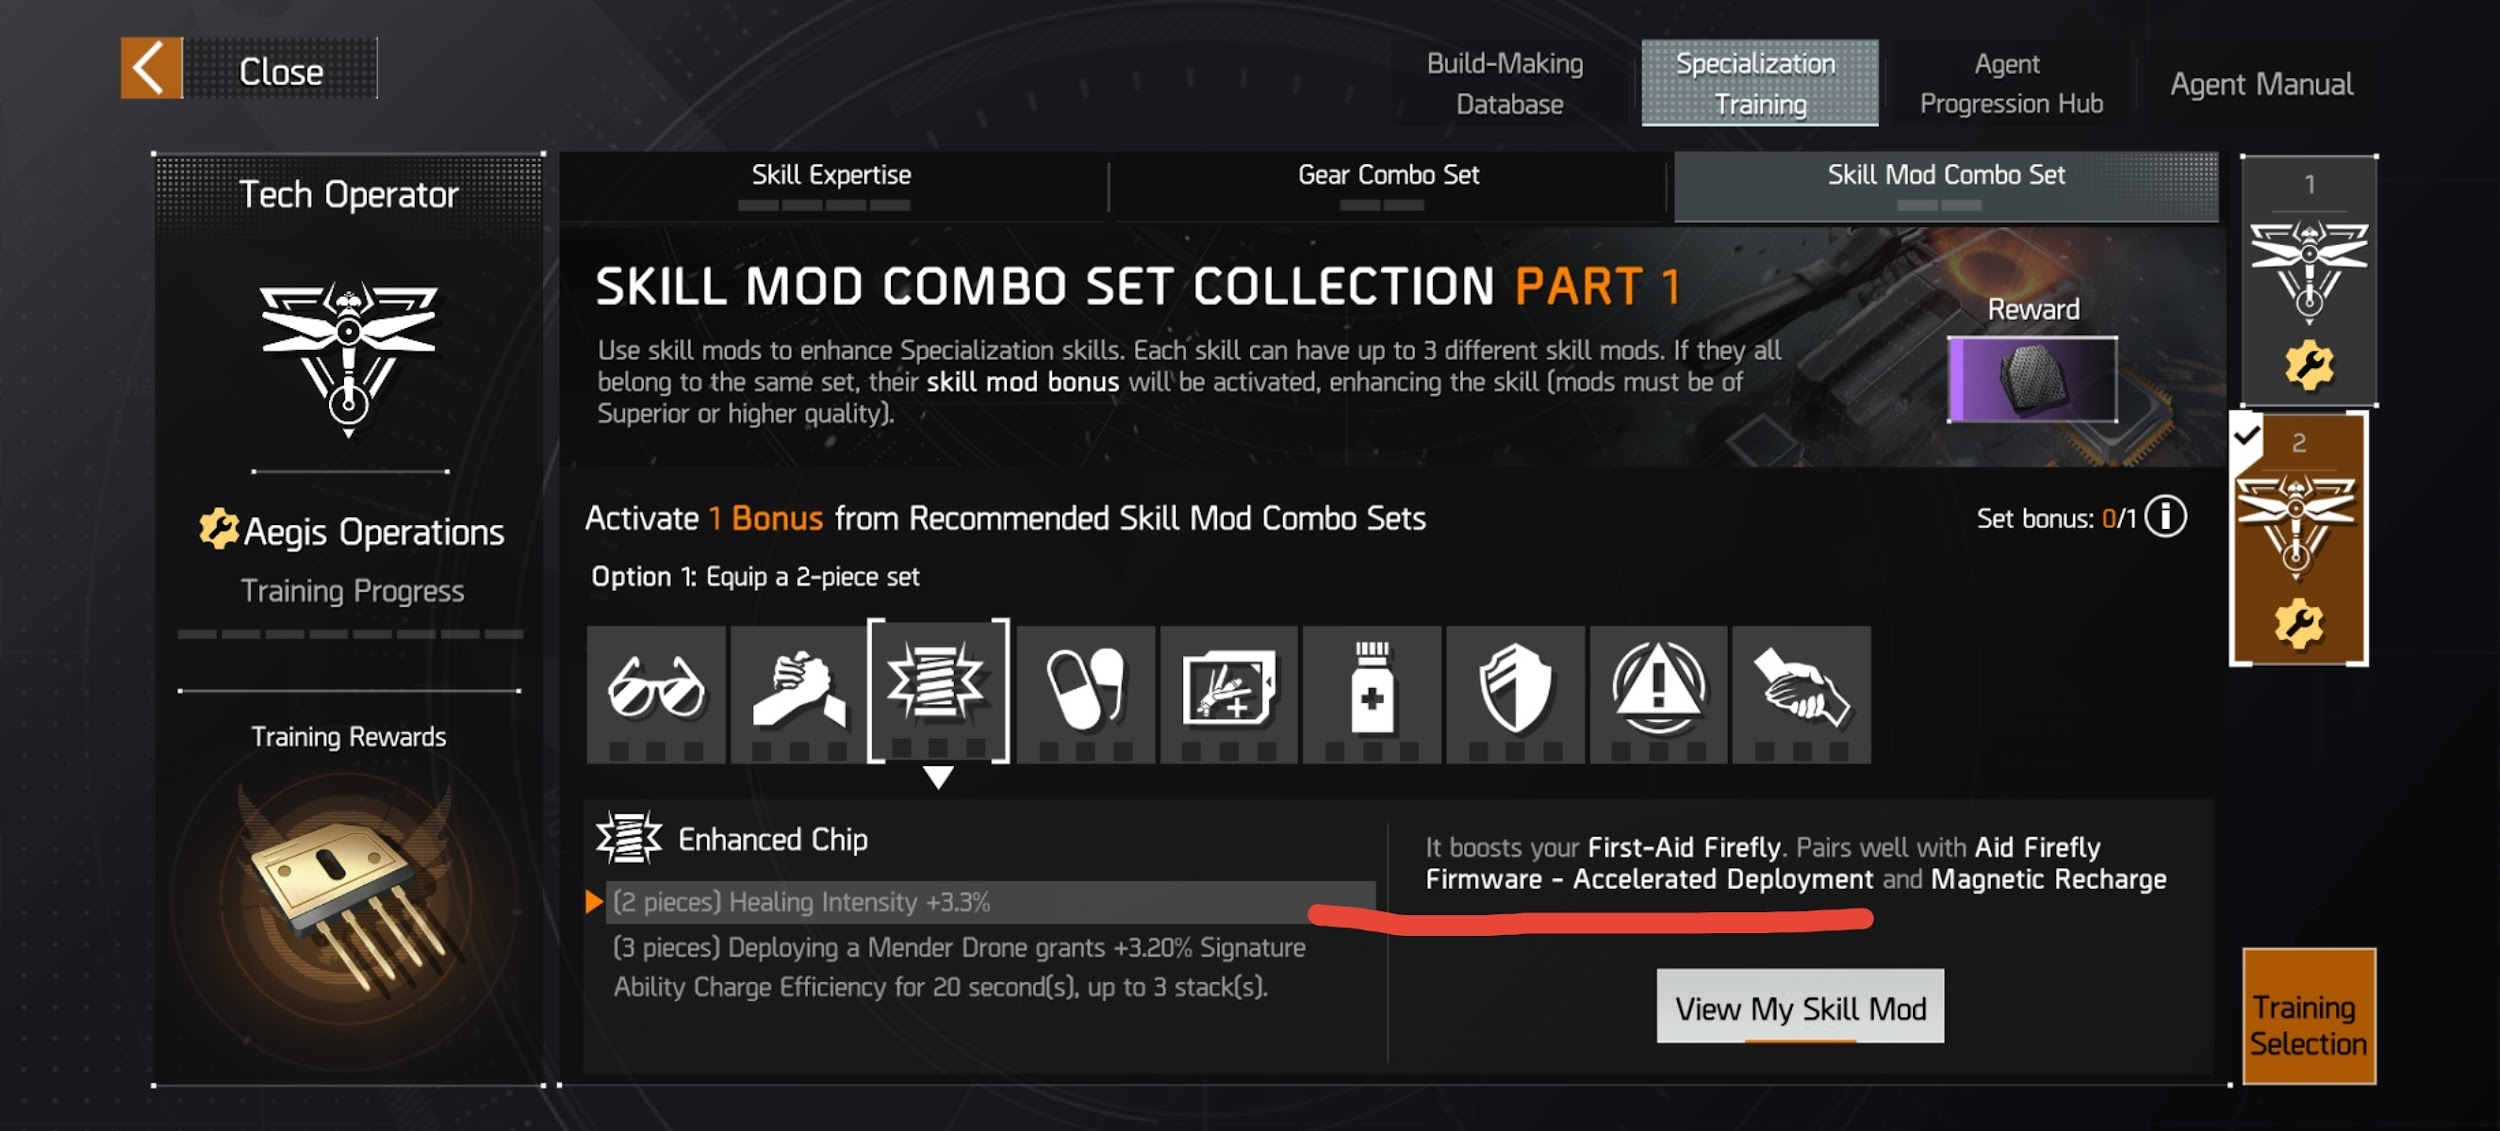 Close
Build-Making
Database
Specialization
Training
Agent
Progression Hub
Agent Manual
Tech Operator
Aegis Operations
Training Progress
Training Rewards
Skill Expertise
Gear Combo Set
Skill Mod Combo Set
SKILL MOD COMBO SET COLLECTION PART 1
Use skill mods to enhance Specialization skills. Each skill can have up to 3 different skill mods. If they all
belong to the same set, their skill mod bonus will be activated, enhancing the skill (mods must be of
Superior or higher quality).
Reward
Activate 1 Bonus from Recommended Skill Mod Combo Sets
Set bonus: 0/1
Option 1: Equip a 2-piece set
Enhanced Chip
(2 pieces) Healing Intensity +3.3%
(3 pieces) Deploying a Mender Drone grants +3.20% Signature
Ability Charge Efficiency for 20 second(s), up to 3 stack(s).
It boosts your First-Aid Firefly. Pairs well with Aid Firefly
Firmware - Accelerated Deployment and Magnetic Recharge
View My Skill Mod
1
2
Training
Selection